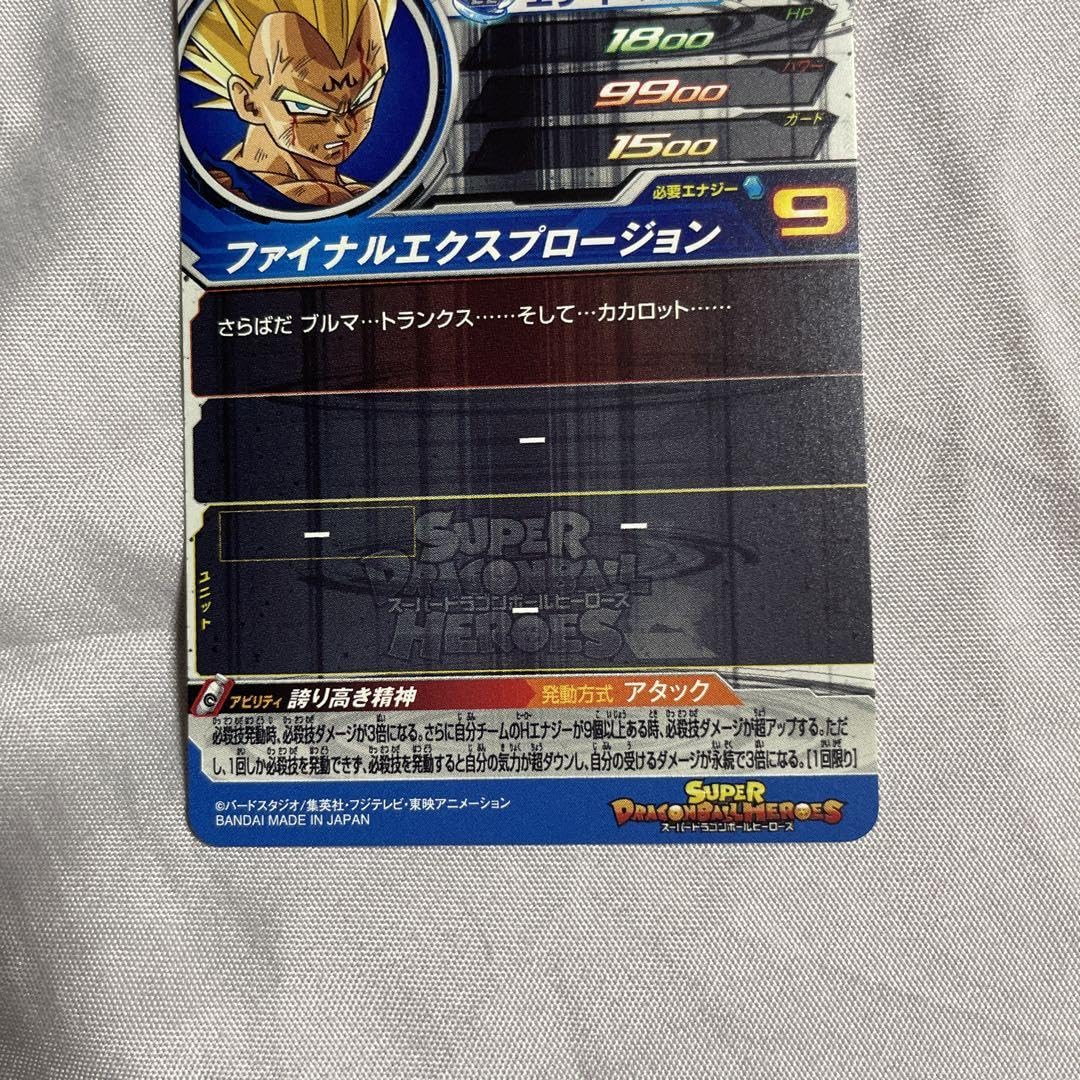 HP
1800
パワー
9900
ガード
1500
必要エナジー
9
ファイナルエクスプロージョン
さらばだ ブルマ…トランクス……そして…カカロット……
ー
ー
ー
ー
ユニット
SUPER
DRAGONBALL
スーパードラゴンボールヒーローズ
HEROES
アビリティ 誇り高き精神
発動方式 アタック
必殺技発動時、必殺技ダメージが3倍になる。さらに自分チームのHエナジーが9個以上ある時、必殺技ダメージが超アップする。ただ
し、1回しか必殺技を発動できず、必殺技を発動すると自分の気力が超ダウンし、自分の受けるダメージが永続で3倍になる。[1回限り]
©バードスタジオ/集英社・フジテレビ・東映アニメーション
BANDAI MADE IN JAPAN
SUPER
DRAGONBALL HEROES
スーパードラゴンボールヒーローズ